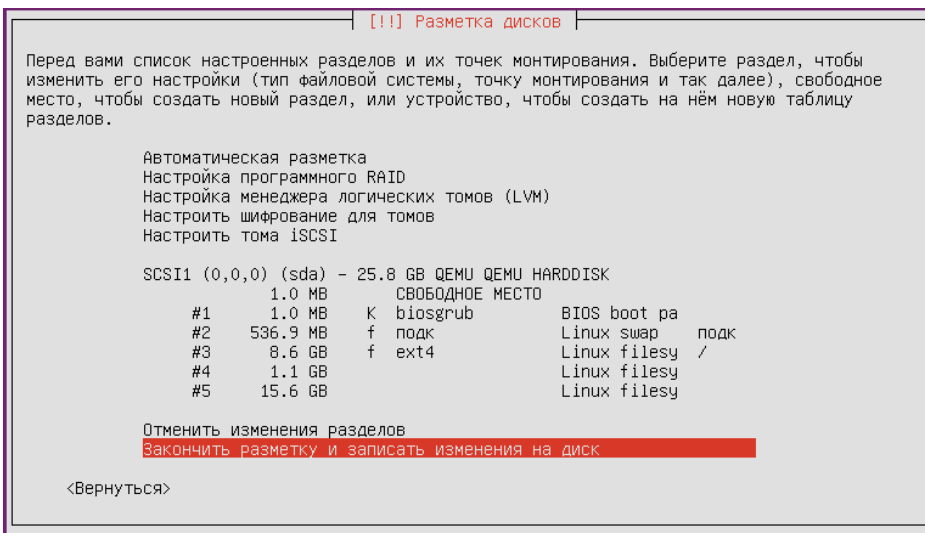 [!!] Разметка дисков
Перед вами список настроенных разделов и их точек монтирования. Выберите раздел, чтобы
изменить его настройки (тип файловой системы, точку монтирования и так далее), свободное
место, чтобы создать новый раздел, или устройство, чтобы создать на нём новую таблицу
разделов.
Автоматическая разметка
Настройка программного RAID
Настройка менеджера логических томов (LVM)
Настроить шифрование для томов
Настроить тома iSCSI
SCSI1 (0,0,0) (sda) - 25.8 GB QEMU QEMU HARDDISK
1.0 MB СВОБОДНОЕ МЕСТО
#1 1.0 MB K biosgrub BIOS boot pa
#2 536.9 MB f подк Linux swap подк
#3 8.6 GB f ext4 Linux filesy /
#4 1.1 GB Linux filesy
#5 15.6 GB Linux filesy
Отменить изменения разделов
Закончить разметку и записать изменения на диск
<Вернуться>